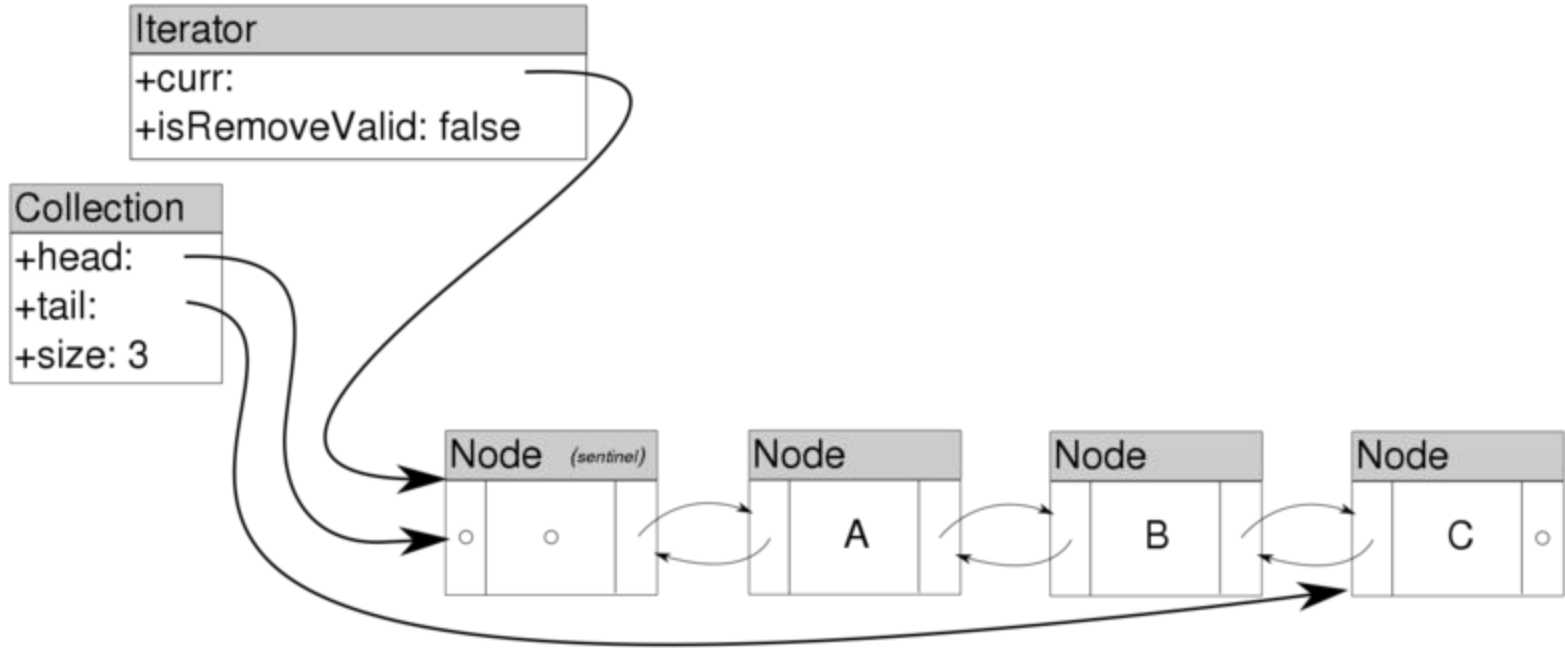 Iterator
+curr:
+isRemoveValid: false
Collection
+head:
+tail:
+size: 3
Node (sentinel)
Node
A
Node
B
Node
C